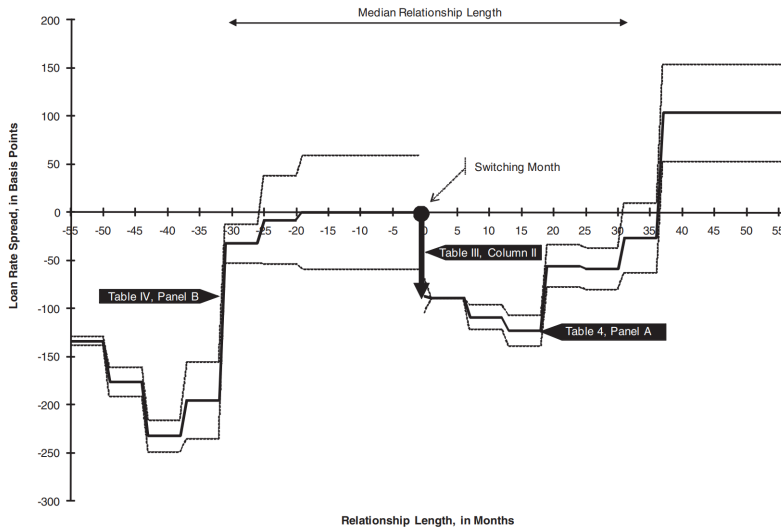 Median Relationship Length
200
150
100
50
0
-50
-100
-150
-200
-250
-300
Loan Rate Spread, in Basis Points
Switching Month
-55 -50 -45 -40 -35 -30 -25 -20 -15 -10 -5 0 5 10 15 20 25 30 35 40 45 50 55
Table III, Column II
Table IV, Panel B
Table 4, Panel A
Relationship Length, in Months